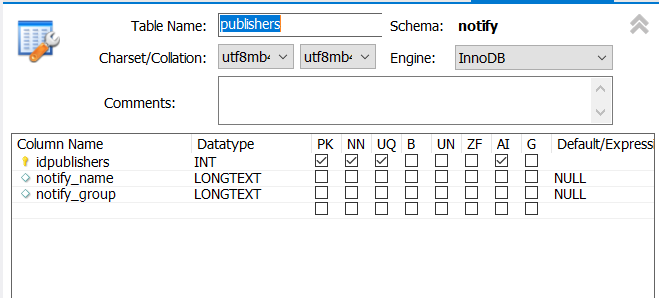 Table Name: publishers Schema: notify
Charset/Collation: utf8mb4 utf8mb4 Engine: InnoDB
Comments:
Column Name Datatype PK NN UQ B UN ZF AI G Default/Express
idpublishers INT
notify_name LONGTEXT NULL
notify_group LONGTEXT NULL